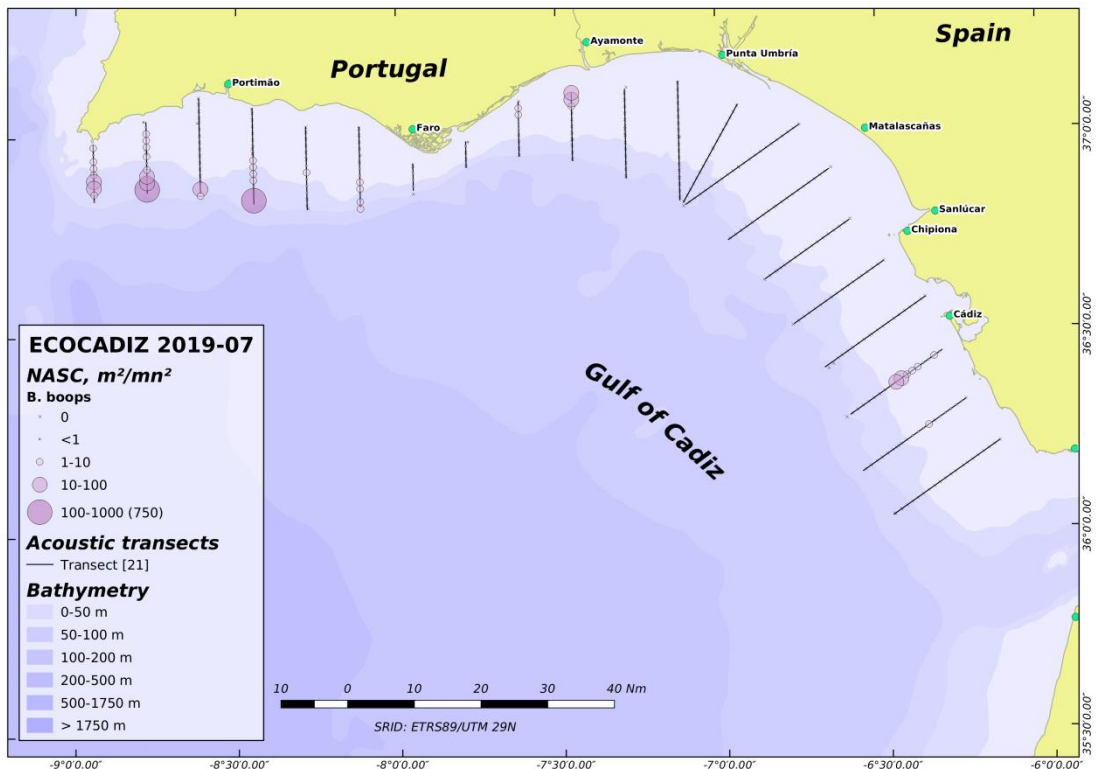 Spain
Ayamonte
Punta Umbría
Portugal
Portimão
Faro
Matalascañas
Sanlúcar
Chipiona
Cádiz
Gulf of Cadiz
37°0'0.00"
36°30'0.00"
36°0'0.00"
35°30'0.00"
ECOCADIZ 2019-07
NASC, m²/mn²
B. boops
0
<1
1-10
10-100
100-1000 (750)
Acoustic transects
Transect [21]
Bathymetry
0-50 m
50-100 m
100-200 m
200-500 m
500-1750 m
> 1750 m
10 0 10 20 30 40 Nm
SRID: ETRS89/UTM 29N
-9°0'0.00" -8°30'0.00" -8°0'0.00" -7°30'0.00" -7°0'0.00" -6°30'0.00" -6°0'0.00"